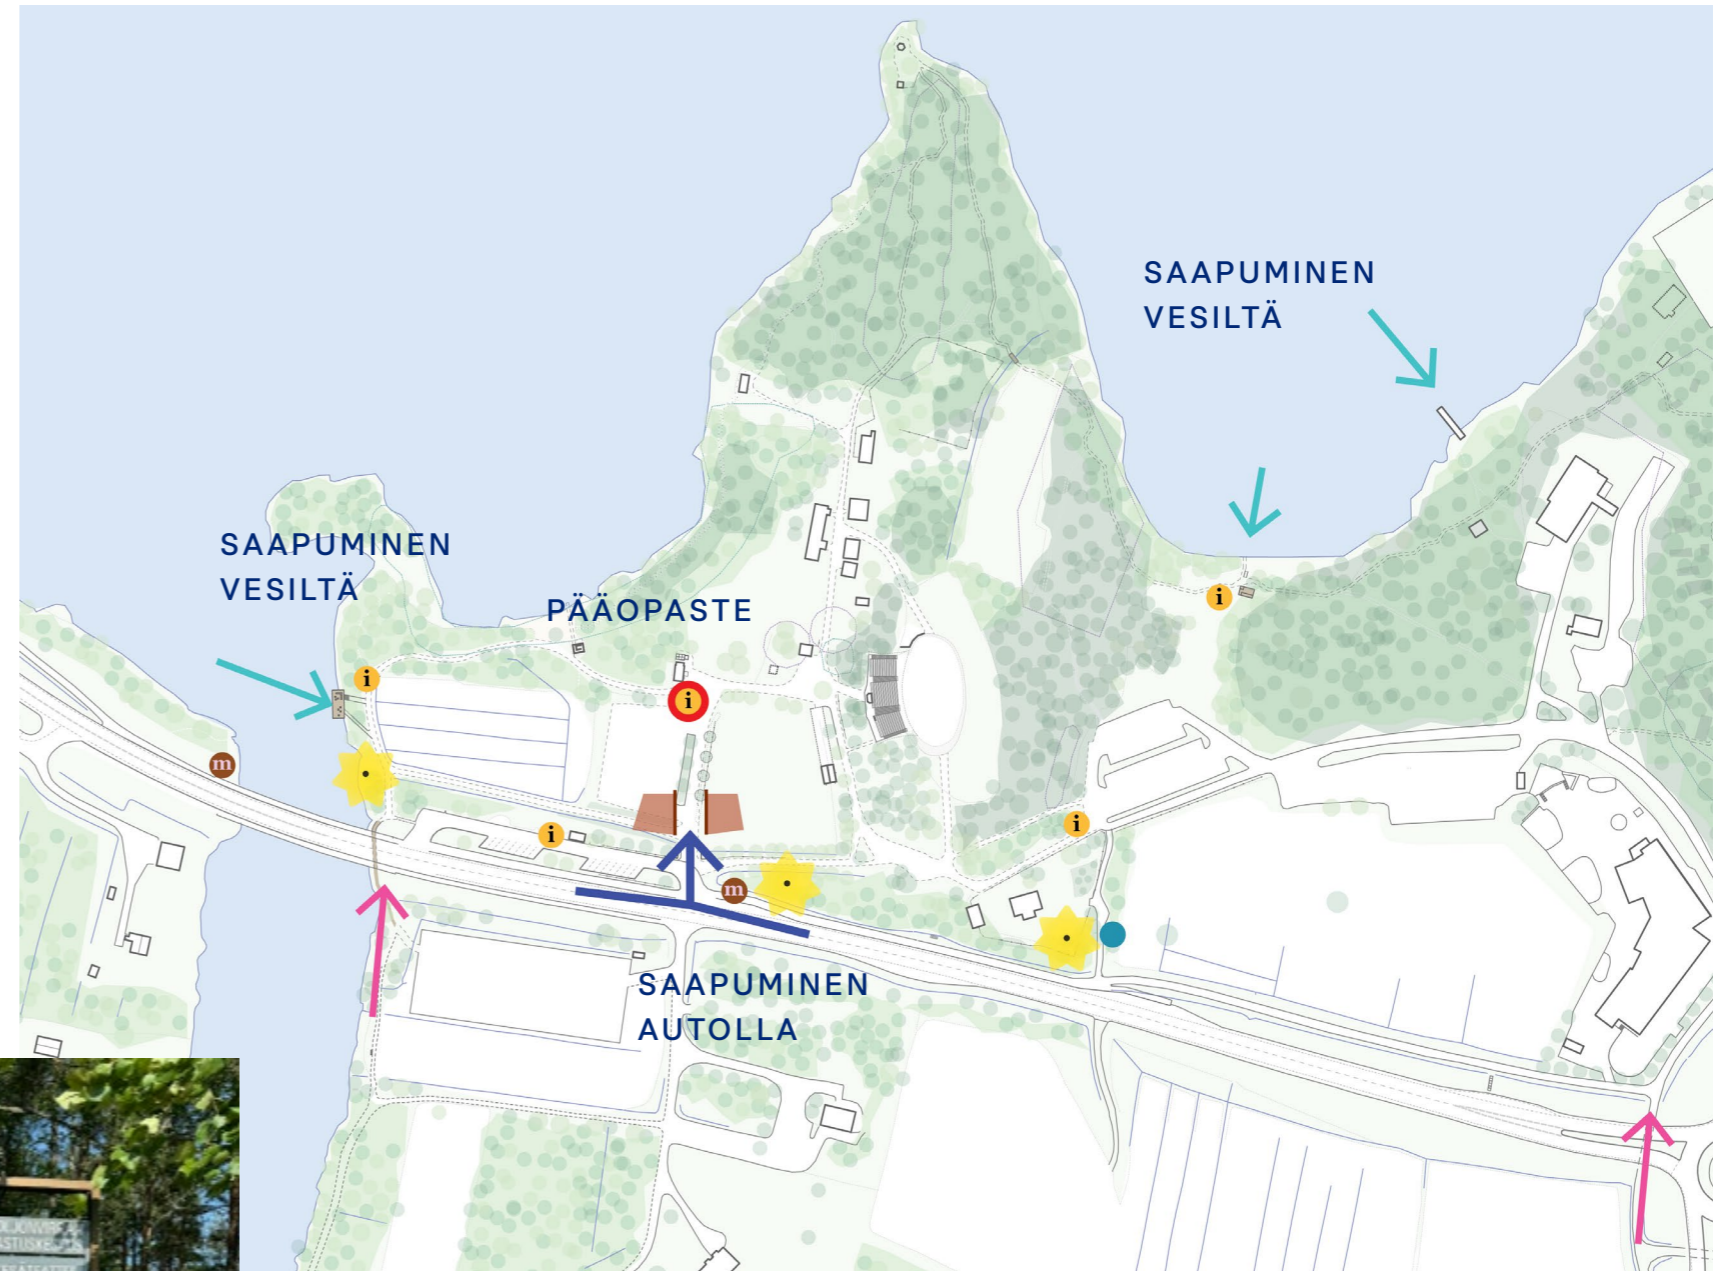 SAAPUMINEN
VESILTÄ
SAAPUMINEN
VESILTÄ
PÄÄOPASTE
i
i
i
i
i
m
m
SAAPUMINEN
AUTOLLA